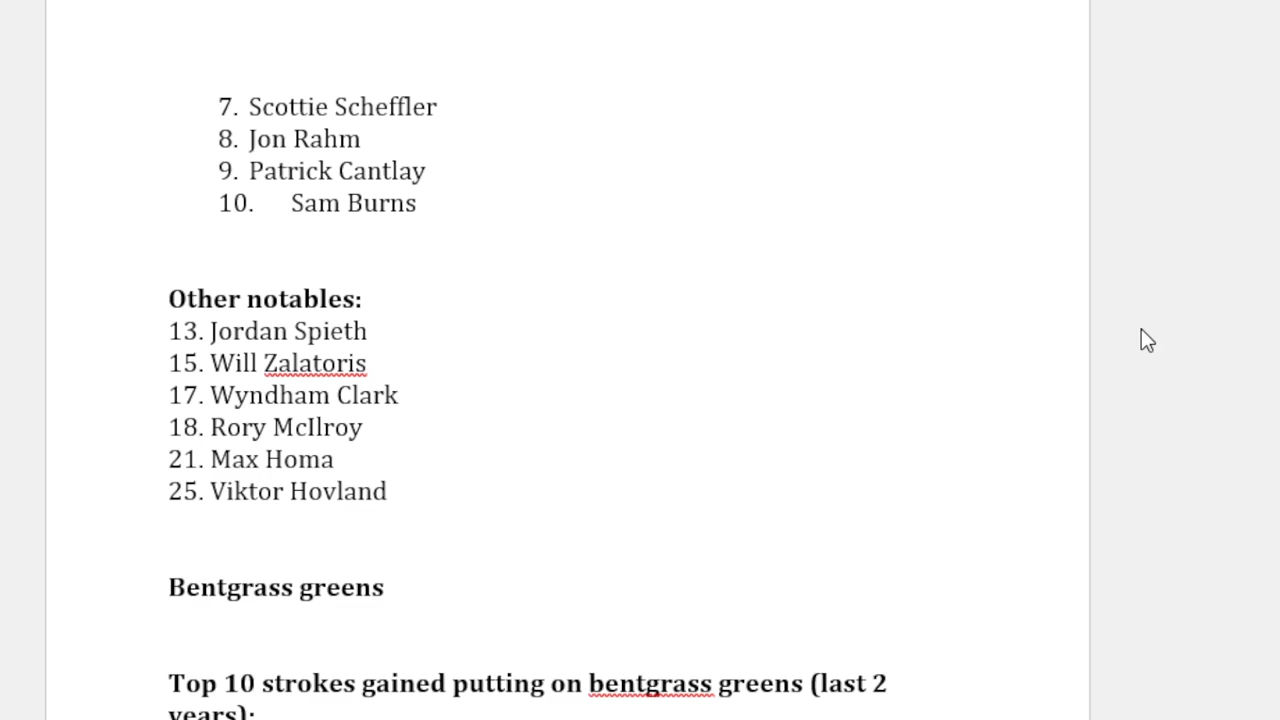 7. Scottie Scheffler
8. Jon Rahm
9. Patrick Cantlay
10. Sam Burns
Other notables:
13. Jordan Spieth
15. Will Zalatoris
17. Wyndham Clark
18. Rory McIlroy
21. Max Homa
25. Viktor Hovland
Bentgrass greens
Top 10 strokes gained putting on bentgrass greens (last 2
years):